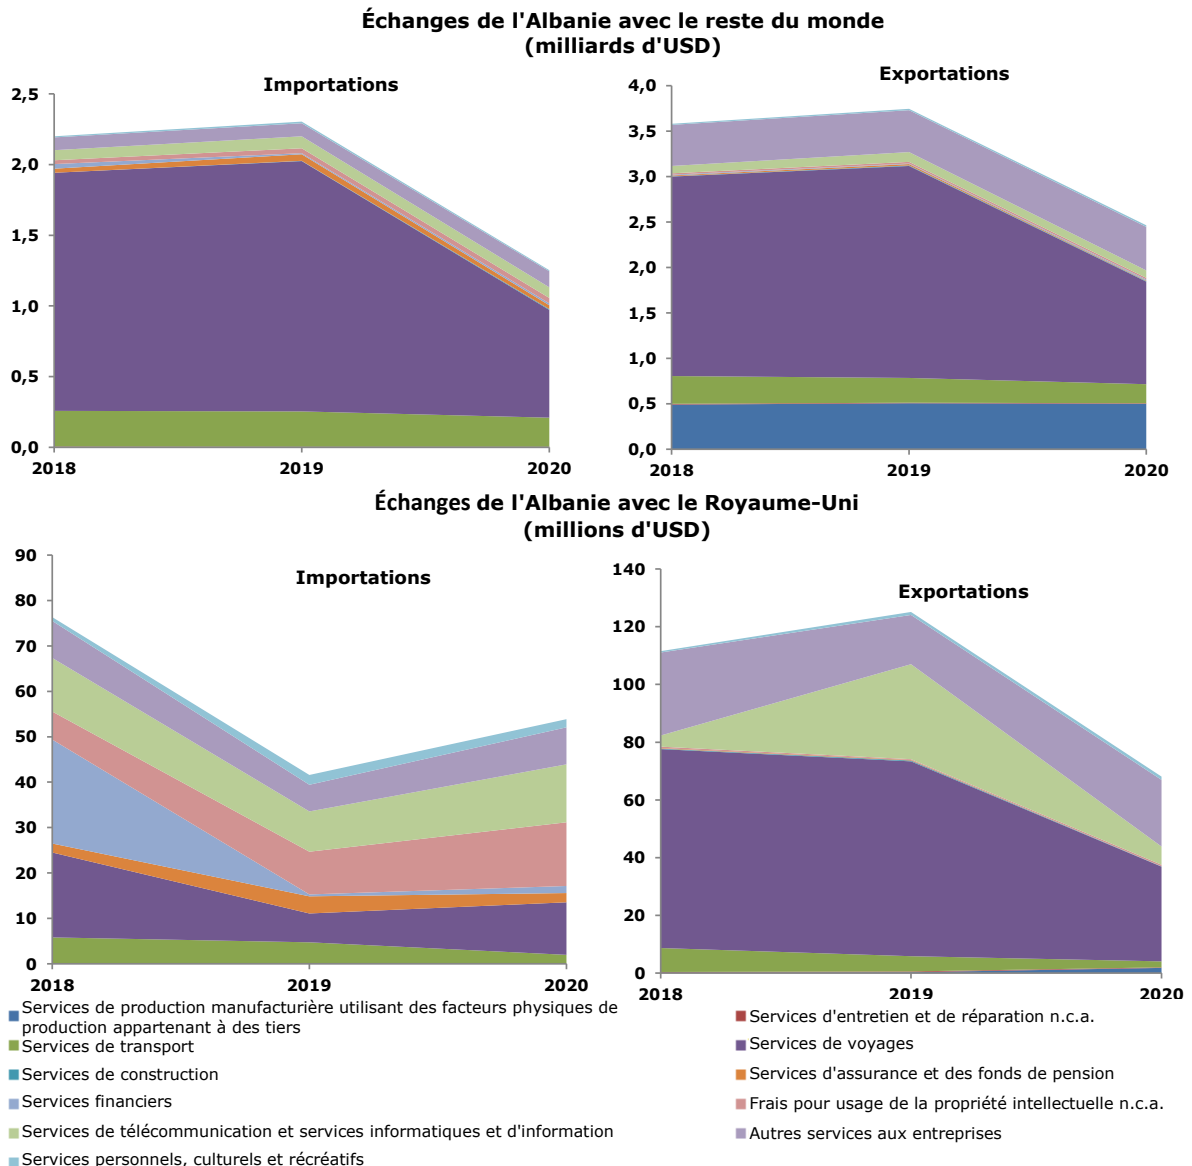 Échanges de l'Albanie avec le reste du monde
(milliards d'USD)
Importations
2,5
2,0
1,5
1,0
0,5
0,0
2018
2019
2020
Exportations
4,0
3,5
3,0
2,5
2,0
1,5
1,0
0,5
0,0
2018
2019
2020
Échanges de l'Albanie avec le Royaume-Uni
(millions d'USD)
Importations
90
80
70
60
50
40
30
20
10
0
2018
2019
2020
Exportations
140
120
100
80
60
40
20
0
2018
2019
2020
Services de production manufacturière utilisant des facteurs physiques de
production appartenant à des tiers
Services d'entretien et de réparation n.c.a.
Services de transport
Services de voyages
Services de construction
Services d'assurance et des fonds de pension
Services financiers
Frais pour usage de la propriété intellectuelle n.c.a.
Services de télécommunication et services informatiques et d'information
Autres services aux entreprises
Services personnels, culturels et récréatifs